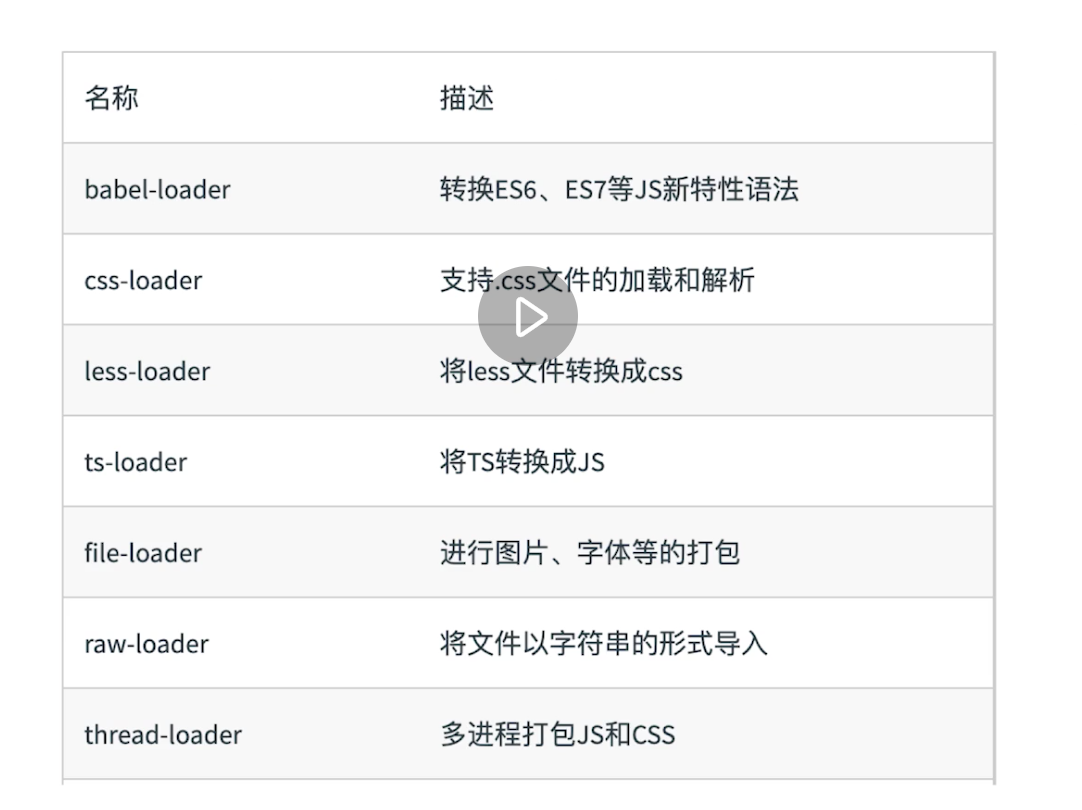 名称 描述
babel-loader 转换ES6、ES7等JS新特性语法
css-loader 支持.css文件的加载和解析
less-loader 将less文件转换成css
ts-loader 将TS转换成JS
file-loader 进行图片、字体等的打包
raw-loader 将文件以字符串的形式导入
thread-loader 多进程打包JS和CSS